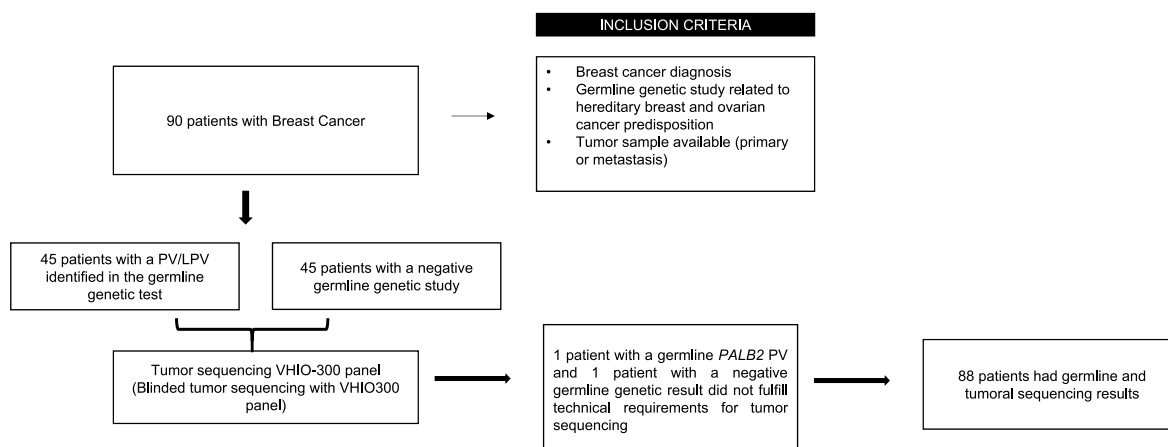 INCLUSION CRITERIA
• Breast cancer diagnosis
• Germline genetic study related to
hereditary breast and ovarian
cancer predisposition
• Tumor sample available (primary
or metastasis)
90 patients with Breast Cancer
45 patients with a PV/LPV
identified in the germline
genetic test
45 patients with a negative
germline genetic study
Tumor sequencing VHIO-300 panel
(Blinded tumor sequencing with VHIO300
panel)
1 patient with a germline PALB2 PV
and 1 patient with a negative
germline genetic result did not fulfill
technical requirements for tumor
sequencing
88 patients had germline and
tumoral sequencing results